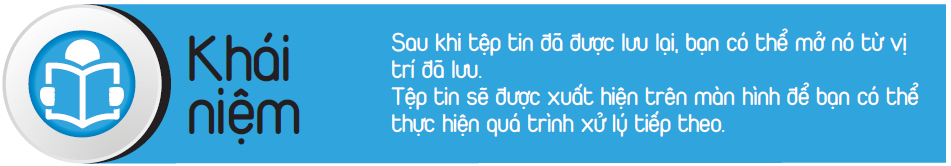 Khái
niệm
Sau khi tệp tin đã được lưu lại, bạn có thể mở nó từ vị
trí đã lưu.
Tệp tin sẽ được xuất hiện trên màn hình để bạn có thể
thực hiện quá trình xử lý tiếp theo.